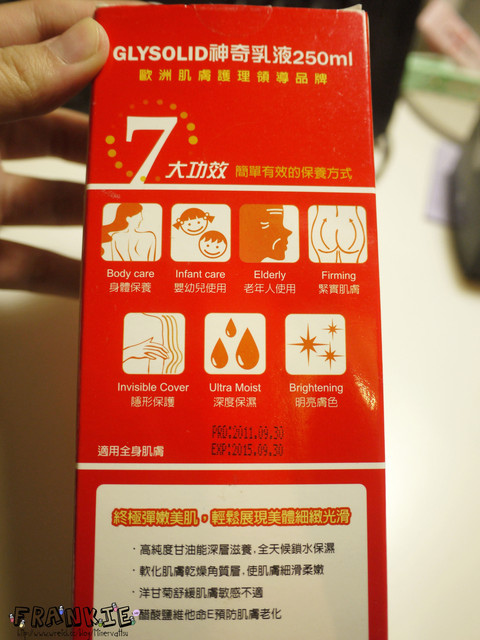 GLYSOLID神奇乳液250ml
歐洲肌膚護理領導品牌
7大功效 簡單有效的保養方式
Body care Infant care Elderly Firming
身體保養 嬰幼兒使用 老年人使用 緊實肌膚
Invisible Cover Ultra Moist Brightening
隱形保護 深度保濕 明亮膚色
PRD:2011.09.30
適用全身肌膚 EXP:2015.09.30
終極彈嫩美肌，輕鬆展現美體細緻光滑
·高純度甘油能深層滋養,全天候鎖水保濕
·軟化肌膚乾燥角質層,使肌膚細滑柔嫩
·洋甘菊舒緩肌膚敏感不適
·醋酸鹽維他命E預防肌膚老化
FRANKIE